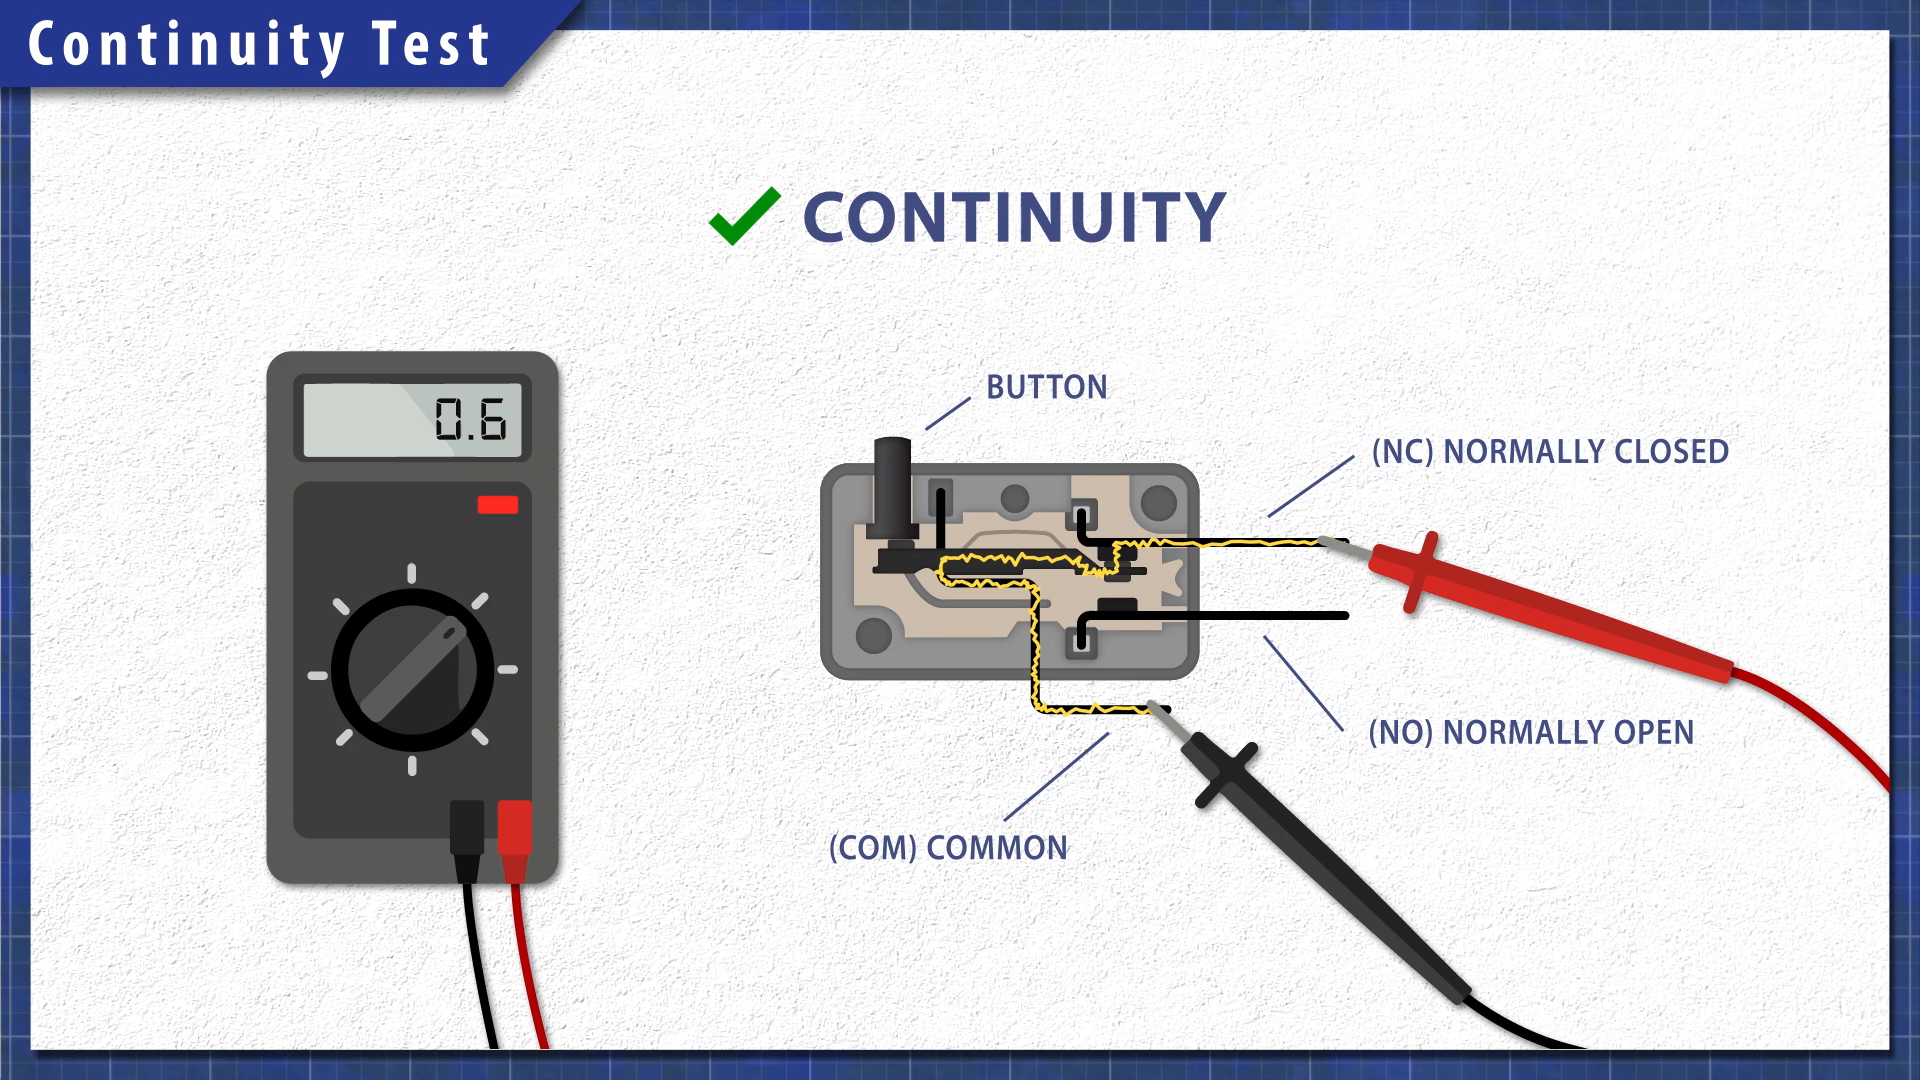 Continuity Test
CONTINUITY
0.6
BUTTON
(NC) NORMALLY CLOSED
(NO) NORMALLY OPEN
(COM) COMMON